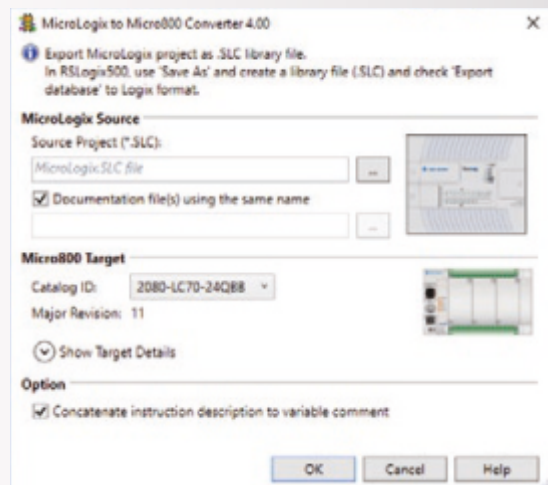 MicroLogix to Micro800 Converter 4.00
Export MicroLogix project as .SLC library file.
In RSLogix500, use 'Save As' and create a library file (.SLC) and check 'Export
database' to Logix format.
MicroLogix Source
Source Project (*.SLC):
MicroLogix.SLC file
...
Documentation file(s) using the same name
...
Micro800 Target
Catalog ID: 2080-LC70-24QBB
Major Revision: 11
Show Target Details
Option
Concatenate instruction description to variable comment
OK Cancel Help